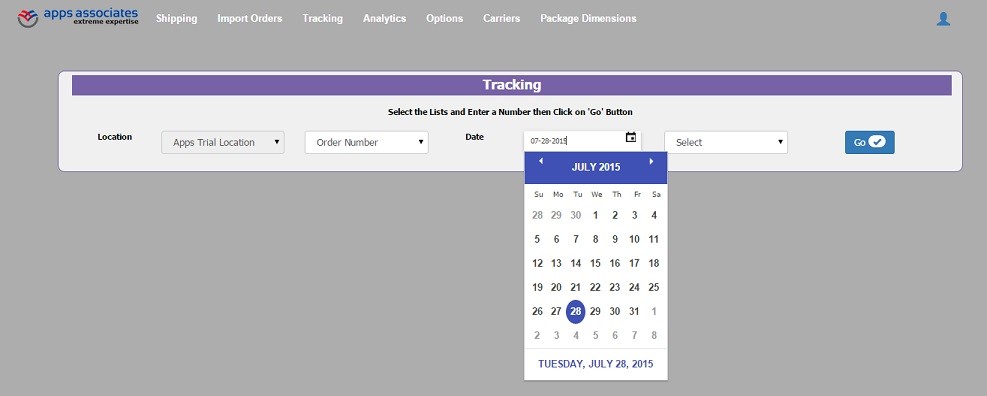 apps associates
extreme expertise
Shipping Import Orders Tracking Analytics Options Carriers Package Dimensions
Tracking
Select the Lists and Enter a Number then Click on 'Go' Button
Location Apps Trial Location Order Number Date 07-28-2015 Select Go
JULY 2015
Su Mo Tu We Th Fr Sa
28 29 30 1 2 3 4
5 6 7 8 9 10 11
12 13 14 15 16 17 18
19 20 21 22 23 24 25
26 27 28 29 30 31 1
2 3 4 5 6 7 8
TUESDAY, JULY 28, 2015